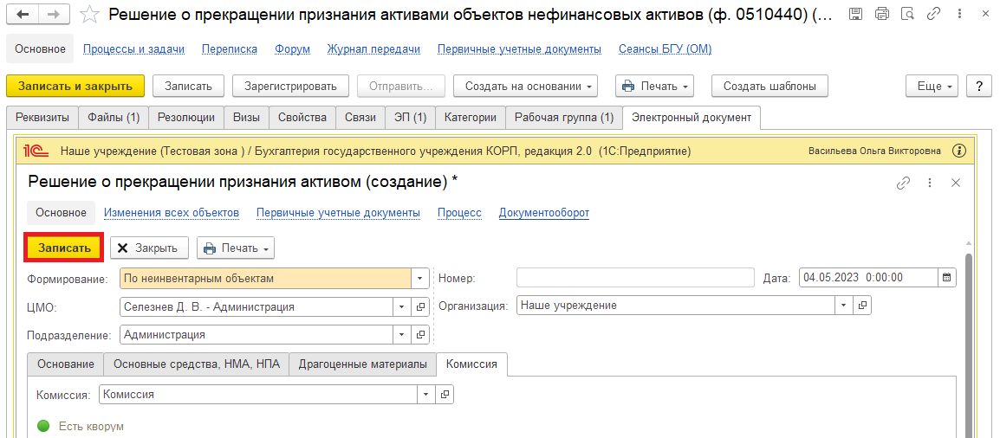 Решение о прекращении признания активами объектов нефинансовых активов (ф. 0510440) (...
Основное Процессы и задачи Переписка Форум Журнал передачи Первичные учетные документы Сеансы БГУ (ОМ)
Записать и закрыть Записать Зарегистрировать Отправить... Создать на основании Печать Создать шаблоны Еще ?
Реквизиты Файлы (1) Резолюции Визы Свойства Связи ЭП (1) Категории Рабочая группа (1) Электронный документ
1С Наше учреждение (Тестовая зона ) / Бухгалтерия государственного учреждения КОРП, редакция 2.0 (1С:Предприятие) Васильева Ольга Викторовна
Решение о прекращении признания активом (создание) *
Основное Изменения всех объектов Первичные учетные документы Процесс Документооборот
Записать Закрыть Печать
Формирование: По неинвентарным объектам Номер: Дата: 04.05.2023 0:00:00
ЦМО: Селезнев Д. В. - Администрация Организация: Наше учреждение
Подразделение: Администрация
Основание Основные средства, НМА, НПА Драгоценные материалы Комиссия
Комиссия: Комиссия
Есть кворум